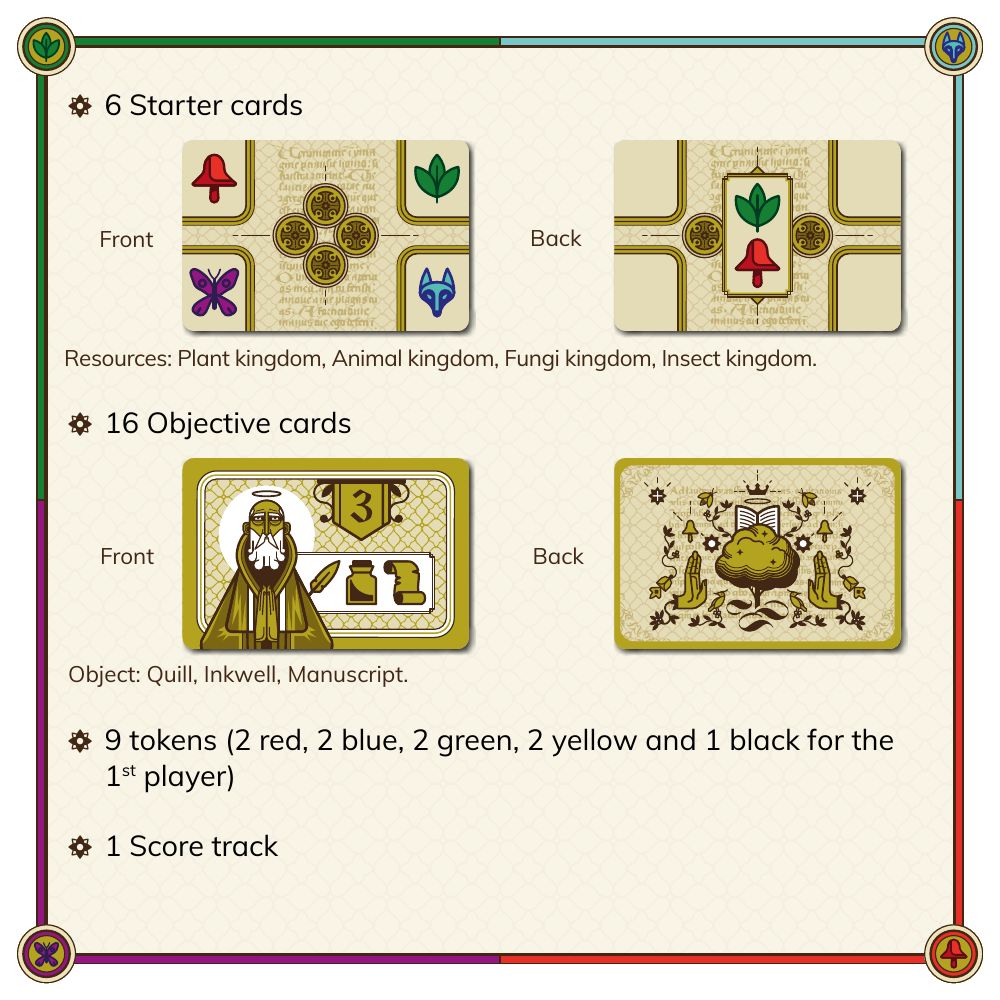 6 Starter cards
Front
Back
Resources: Plant kingdom, Animal kingdom, Fungi kingdom, Insect kingdom.
16 Objective cards
3
Front
Back
Object: Quill, Inkwell, Manuscript.
9 tokens (2 red, 2 blue, 2 green, 2 yellow and 1 black for the
1st player)
1 Score track